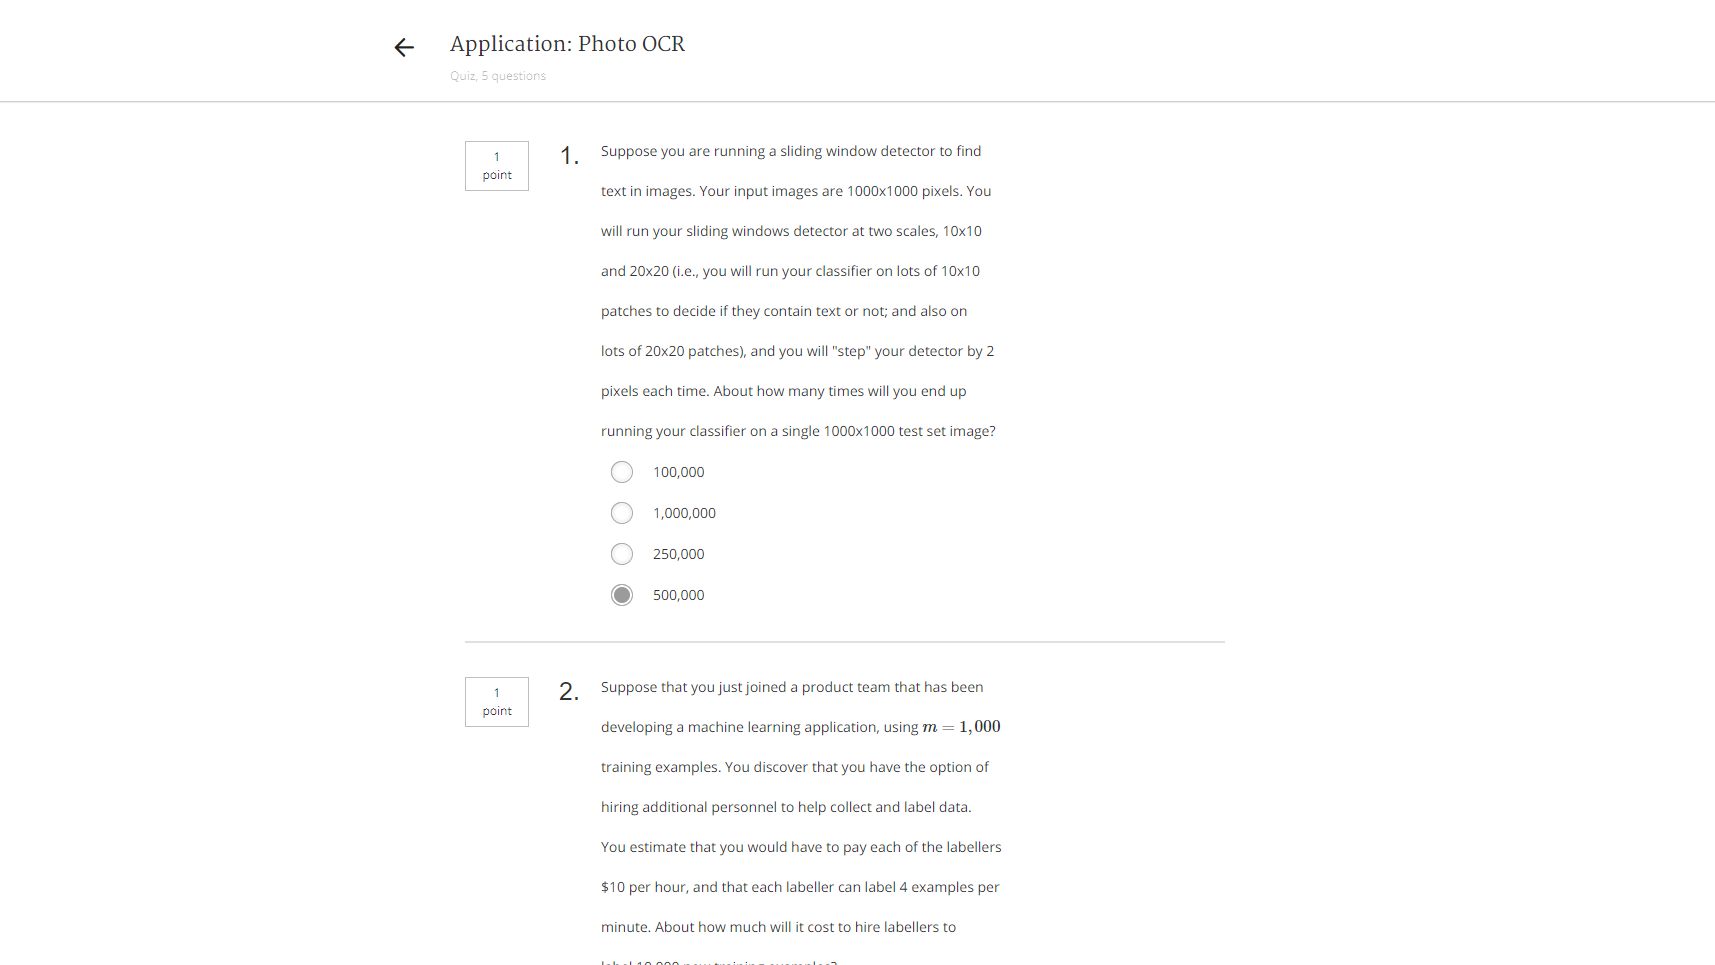 Application: Photo OCR
Quiz, 5 questions
1
point
1.
Suppose you are running a sliding window detector to find
text in images. Your input images are 1000x1000 pixels. You
will run your sliding windows detector at two scales, 10x10
and 20x20 (i.e., you will run your classifier on lots of 10x10
patches to decide if they contain text or not; and also on
lots of 20x20 patches), and you will "step" your detector by 2
pixels each time. About how many times will you end up
running your classifier on a single 1000x1000 test set image?
100,000
1,000,000
250,000
500,000
1
point
2.
Suppose that you just joined a product team that has been
developing a machine learning application, using m = 1,000
training examples. You discover that you have the option of
hiring additional personnel to help collect and label data.
You estimate that you would have to pay each of the labellers
$10 per hour, and that each labeller can label 4 examples per
minute. About how much will it cost to hire labellers to
label 10,000 new training examples?